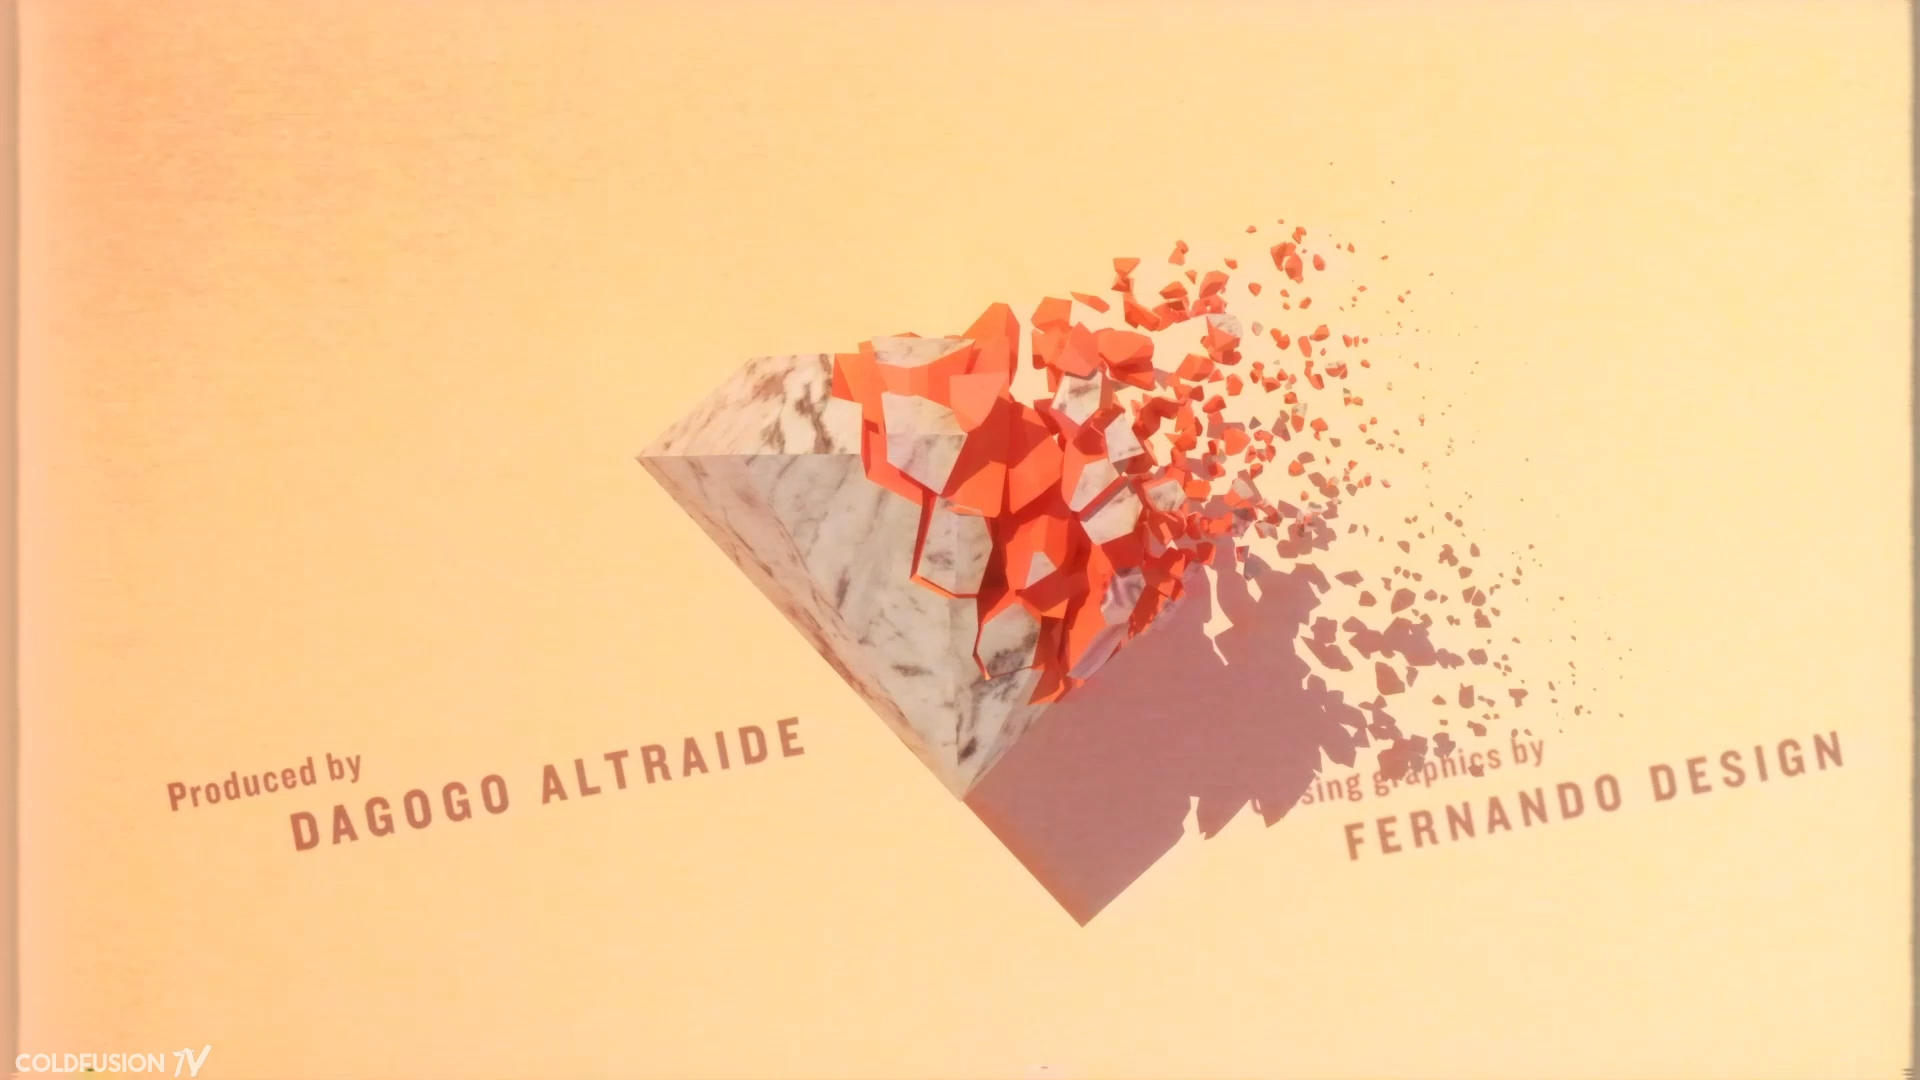 Produced by
DAGOGO ALTRAIDE
graphics by
FERNANDO DESIGN
COLDFUSION TV